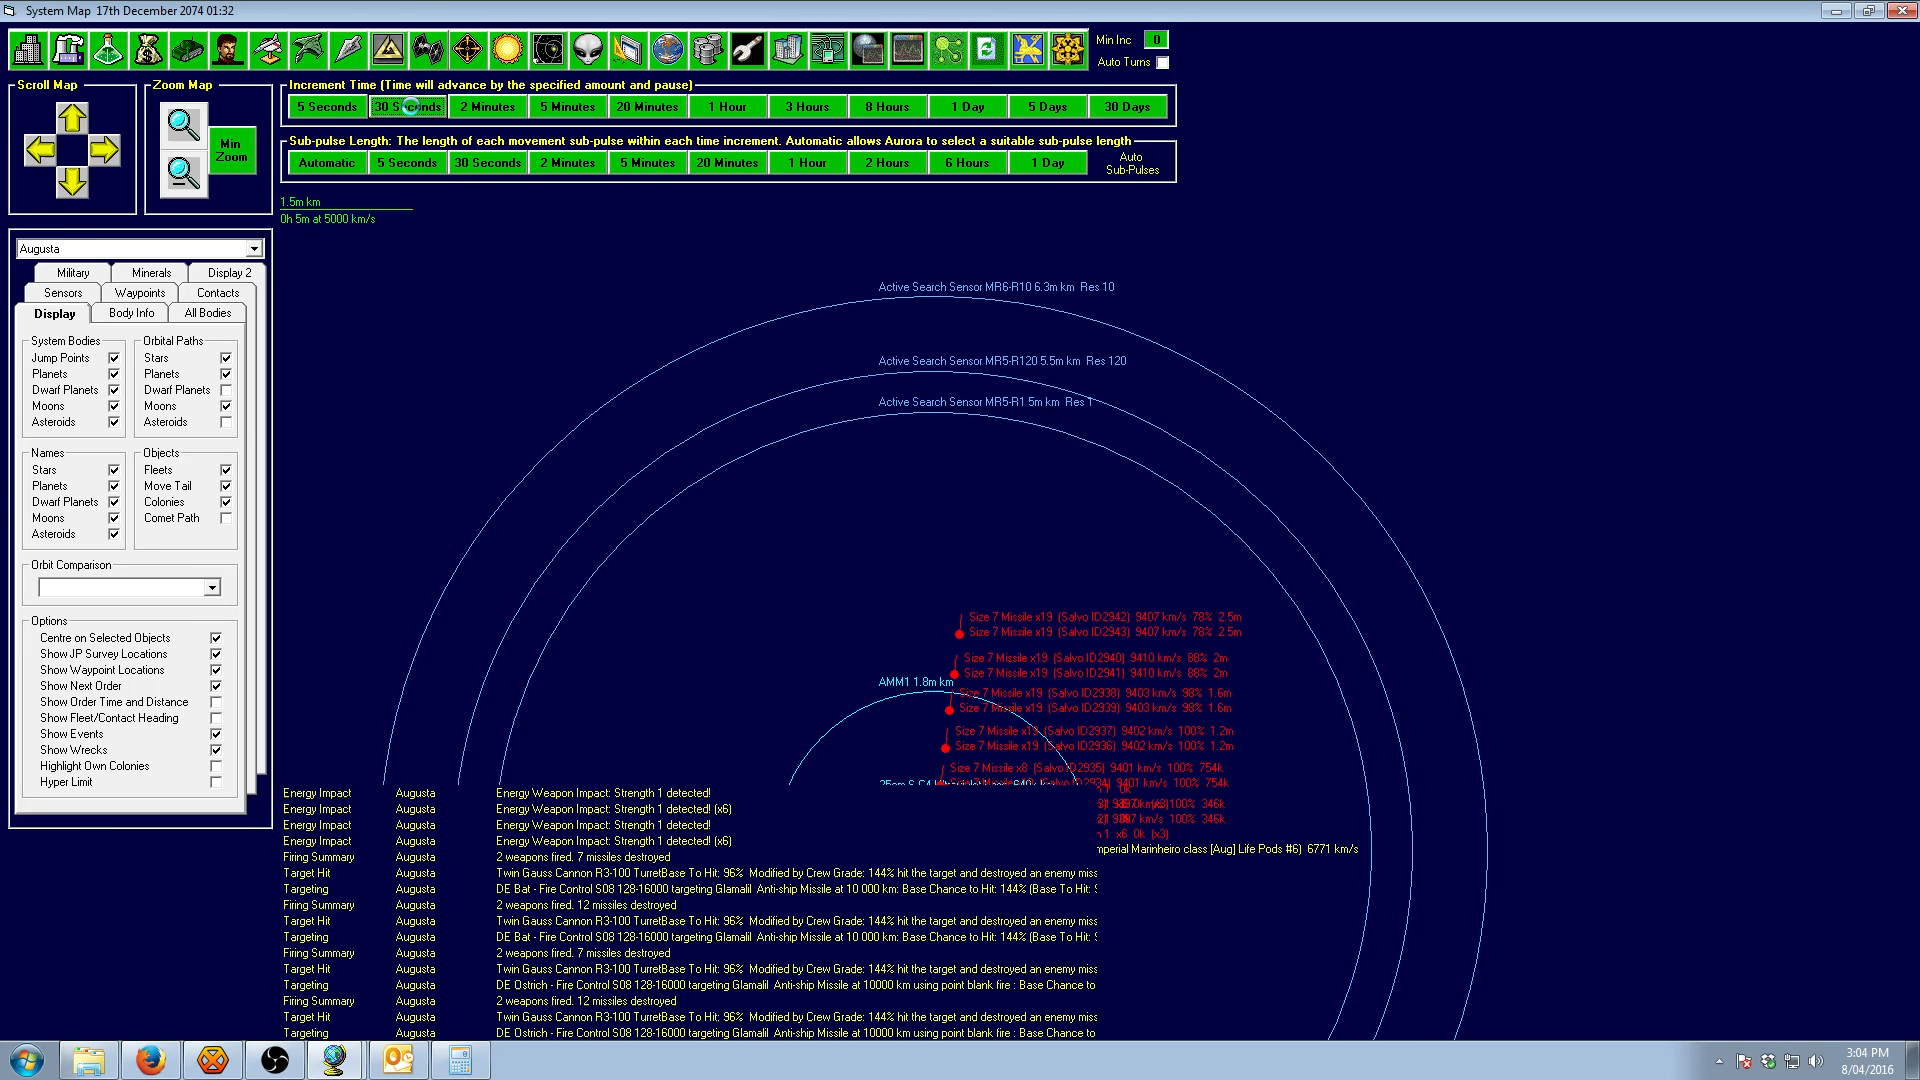 System Map 17th December 2074 01:32
Min Inc 0
Auto Turns
Scroll Map
Zoom Map
Min Zoom
Increment Time (Time will advance by the specified amount and pause)
5 Seconds 30 Seconds 2 Minutes 5 Minutes 20 Minutes 1 Hour 3 Hours 8 Hours 1 Day 5 Days 30 Days
Sub-pulse Length: The length of each movement sub-pulse within each time increment. Automatic allows Aurora to select a suitable sub-pulse length
Automatic 5 Seconds 30 Seconds 2 Minutes 5 Minutes 20 Minutes 1 Hour 2 Hours 6 Hours 1 Day
Auto
Sub-Pulses
1.5m km
0h 5m at 5000 km/s
Augusta
Military Minerals Display 2
Sensors Waypoints Contacts
Display Body Info All Bodies
System Bodies
Jump Points
Planets
Dwarf Planets
Moons
Asteroids
Orbital Paths
Stars
Planets
Dwarf Planets
Moons
Asteroids
Names
Stars
Planets
Dwarf Planets
Moons
Asteroids
Objects
Fleets
Move Tail
Colonies
Comet Path
Orbit Comparison
Options
Centre on Selected Objects
Show JP Survey Locations
Show Waypoint Locations
Show Next Order
Show Order Time and Distance
Show Fleet/Contact Heading
Show Events
Show Wrecks
Highlight Own Colonies
Hyper Limit
Active Search Sensor MR6-R10 6.3m km Res 10
Active Search Sensor MR5-R120 5.5m km Res 120
Active Search Sensor MR5-R1 5m km Res 1
Size 7 Missile x19 (Salvo ID2942) 9407 km/s 78% 2.5m
Size 7 Missile x19 (Salvo ID2943) 9407 km/s 78% 2.5m
Size 7 Missile x19 (Salvo ID2940) 9410 km/s 88% 2m
Size 7 Missile x19 (Salvo ID2941) 9410 km/s 88% 2m
AMM1 1.8m km
Size 7 Missile x19 (Salvo ID2938) 9403 km/s 98% 1.6m
Size 7 Missile x19 (Salvo ID2939) 9403 km/s 98% 1.6m
Size 7 Missile x19 (Salvo ID2937) 9402 km/s 100% 1.2m
Size 7 Missile x19 (Salvo ID2936) 9402 km/s 100% 1.2m
Size 7 Missile x8 (Salvo ID2935) 9401 km/s 100% 754k
9401 km/s 100% 754k
100% 346k
km/s 100% 346k
x6 0k (x3)
Imperial Marinheiro class [Aug] Life Pods #6) 6771 km/s
Energy Impact Augusta Energy Weapon Impact: Strength 1 detected!
Energy Impact Augusta Energy Weapon Impact: Strength 1 detected! (x6)
Energy Impact Augusta Energy Weapon Impact: Strength 1 detected!
Energy Impact Augusta Energy Weapon Impact: Strength 1 detected! (x6)
Firing Summary Augusta 2 weapons fired. 7 missiles destroyed
Target Hit Augusta Twin Gauss Cannon R3-100 TurretBase To Hit: 96% Modified by Crew Grade: 144% hit the target and destroyed an enemy miss
Targeting Augusta DE Bat - Fire Control S08 128-16000 targeting Glamalil Anti-ship Missile at 10 000 km: Base Chance to Hit: 144% (Base To Hit:
Firing Summary Augusta 2 weapons fired. 12 missiles destroyed
Target Hit Augusta Twin Gauss Cannon R3-100 TurretBase To Hit: 96% Modified by Crew Grade: 144% hit the target and destroyed an enemy miss
Targeting Augusta DE Bat - Fire Control S08 128-16000 targeting Glamalil Anti-ship Missile at 10 000 km: Base Chance to Hit: 144% (Base To Hit:
Firing Summary Augusta 2 weapons fired. 7 missiles destroyed
Target Hit Augusta Twin Gauss Cannon R3-100 TurretBase To Hit: 96% Modified by Crew Grade: 144% hit the target and destroyed an enemy miss
Targeting Augusta DE Ostrich - Fire Control S08 128-16000 targeting Glamalil Anti-ship Missile at 10000 km using point blank fire : Base Chance to
Firing Summary Augusta 2 weapons fired. 12 missiles destroyed
Target Hit Augusta Twin Gauss Cannon R3-100 TurretBase To Hit: 96% Modified by Crew Grade: 144% hit the target and destroyed an enemy miss
Targeting Augusta DE Ostrich - Fire Control S08 128-16000 targeting Glamalil Anti-ship Missile at 10000 km using point blank fire : Base Chance to
3:04 PM
8/04/2016